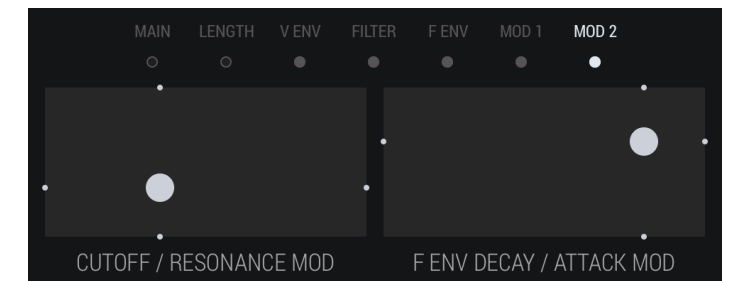 MAIN LENGTH V ENV FILTER F ENV MOD 1 MOD 2
CUTOFF / RESONANCE MOD F ENV DECAY / ATTACK MOD